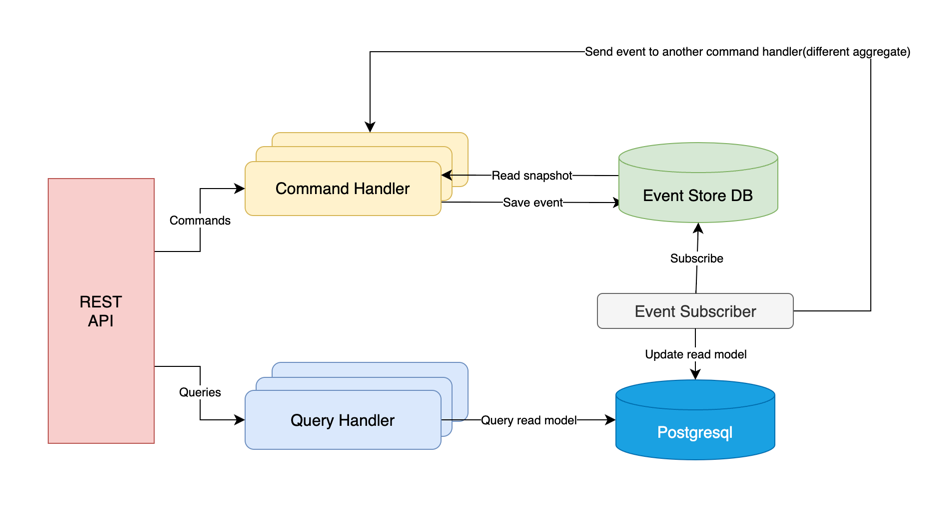 Send event to another command handler(different aggregate)
Command Handler
Read snapshot
Save event
Event Store DB
Commands
Subscribe
REST
API
Event Subscriber
Update read model
Queries
Query Handler
Query read model
Postgresql